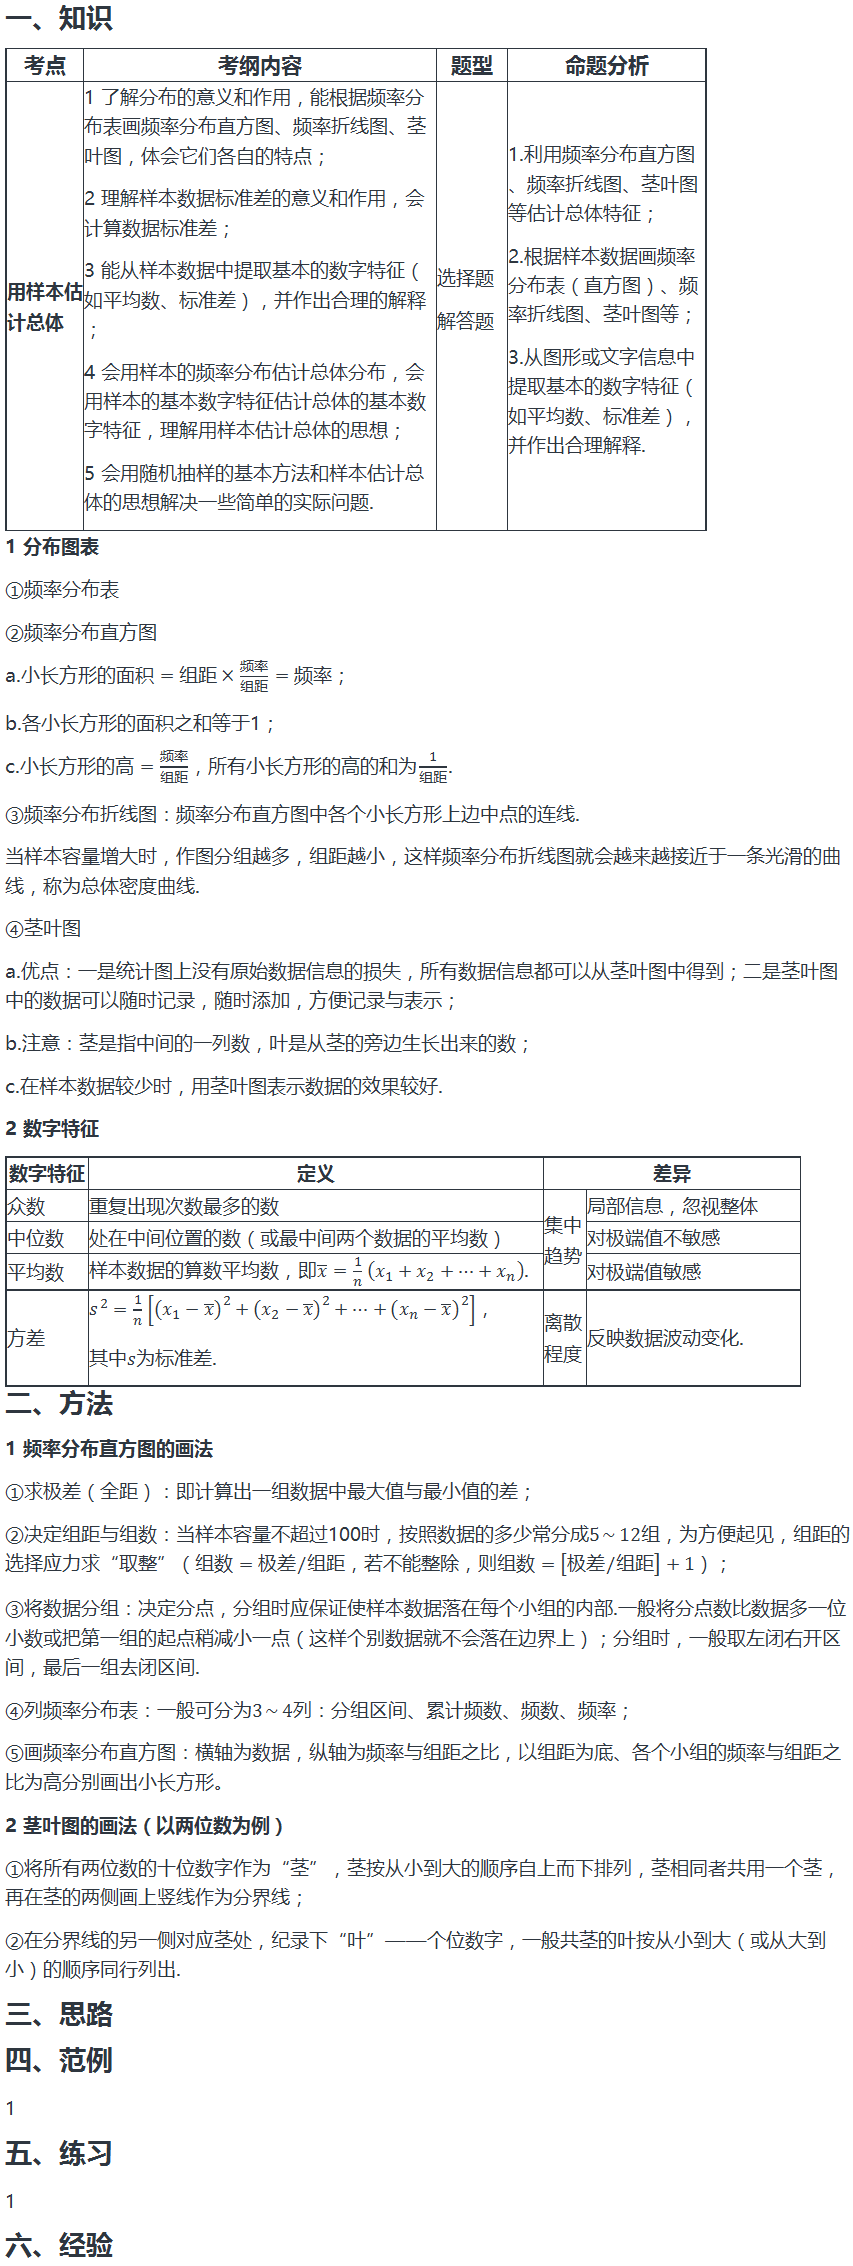 一、知识
考点 考纲内容 题型 命题分析
用样本估
计总体
1 了解分布的意义和作用，能根据频率分
布表画频率分布直方图、频率折线图、茎
叶图，体会它们各自的特点；
2 理解样本数据标准差的意义和作用，会
计算数据标准差；
3 能从样本数据中提取基本的数字特征（
如平均数、标准差），并作出合理的解释
；
4 会用样本的频率分布估计总体分布，会
用样本的基本数字特征估计总体的基本数
字特征，理解用样本估计总体的思想；
5 会用随机抽样的基本方法和样本估计总
体的思想解决一些简单的实际问题.
选择题
解答题
1.利用频率分布直方图
、频率折线图、茎叶图
等估计总体特征；
2.根据样本数据画频率
分布表（直方图）、频
率折线图、茎叶图等；
3.从图形或文字信息中
提取基本的数字特征（
如平均数、标准差），
并作出合理解释.
1 分布图表
①频率分布表
②频率分布直方图
a.小长方形的面积 = 组距 × 频率/组距 = 频率；
b.各小长方形的面积之和等于1；
c.小长方形的高 = 频率/组距，所有小长方形的高的和为1/组距.
③频率分布折线图：频率分布直方图中各个小长方形上边中点的连线.
当样本容量增大时，作图分组越多，组距越小，这样频率分布折线图就会越来越接近于一条光滑的曲
线，称为总体密度曲线.
④茎叶图
a.优点：一是统计图上没有原始数据信息的损失，所有数据信息都可以从茎叶图中得到；二是茎叶图
中的数据可以随时记录，随时添加，方便记录与表示；
b.注意：茎是指中间的一列数，叶是从茎的旁边生长出来的数；
c.在样本数据较少时，用茎叶图表示数据的效果较好.
2 数字特征
数字特征 定义 差异
众数 重复出现次数最多的数 局部信息，忽视整体
中位数 处在中间位置的数（或最中间两个数据的平均数） 对极端值不敏感
集中
趋势
平均数 样本数据的算数平均数，即x̅ = 1/n (x₁ + x₂ + ⋯ + xₙ). 对极端值敏感
方差
s² = 1/n [(x₁ − x̅)² + (x₂ − x̅)² + ⋯ + (xₙ − x̅)²]，
其中s为标准差.
离散
程度
反映数据波动变化.
二、方法
1 频率分布直方图的画法
①求极差（全距）：即计算出一组数据中最大值与最小值的差；
②决定组距与组数：当样本容量不超过100时，按照数据的多少常分成5~12组，为方便起见，组距的
选择应力求“取整”（组数 = 极差/组距，若不能整除，则组数 = [极差/组距] + 1）；
③将数据分组：决定分点，分组时应保证使样本数据落在每个小组的内部.一般将分点数比数据多一位
小数或把第一组的起点稍减小一点（这样个别数据就不会落在边界上）；分组时，一般取左闭右开区
间，最后一组去闭区间.
④列频率分布表：一般可分为3~4列：分组区间、累计频数、频数、频率；
⑤画频率分布直方图：横轴为数据，纵轴为频率与组距之比，以组距为底、各个小组的频率与组距之
比为高分别画出小长方形。
2 茎叶图的画法（以两位数为例）
①将所有两位数的十位数字作为“茎”，茎按从小到大的顺序自上而下排列，茎相同者共用一个茎，
再在茎的两侧画上竖线作为分界线；
②在分界线的另一侧对应茎处，纪录下“叶”——个位数字，一般共茎的叶按从小到大（或从大到
小）的顺序同行列出.
三、思路
四、范例
1
五、练习
1
六、经验